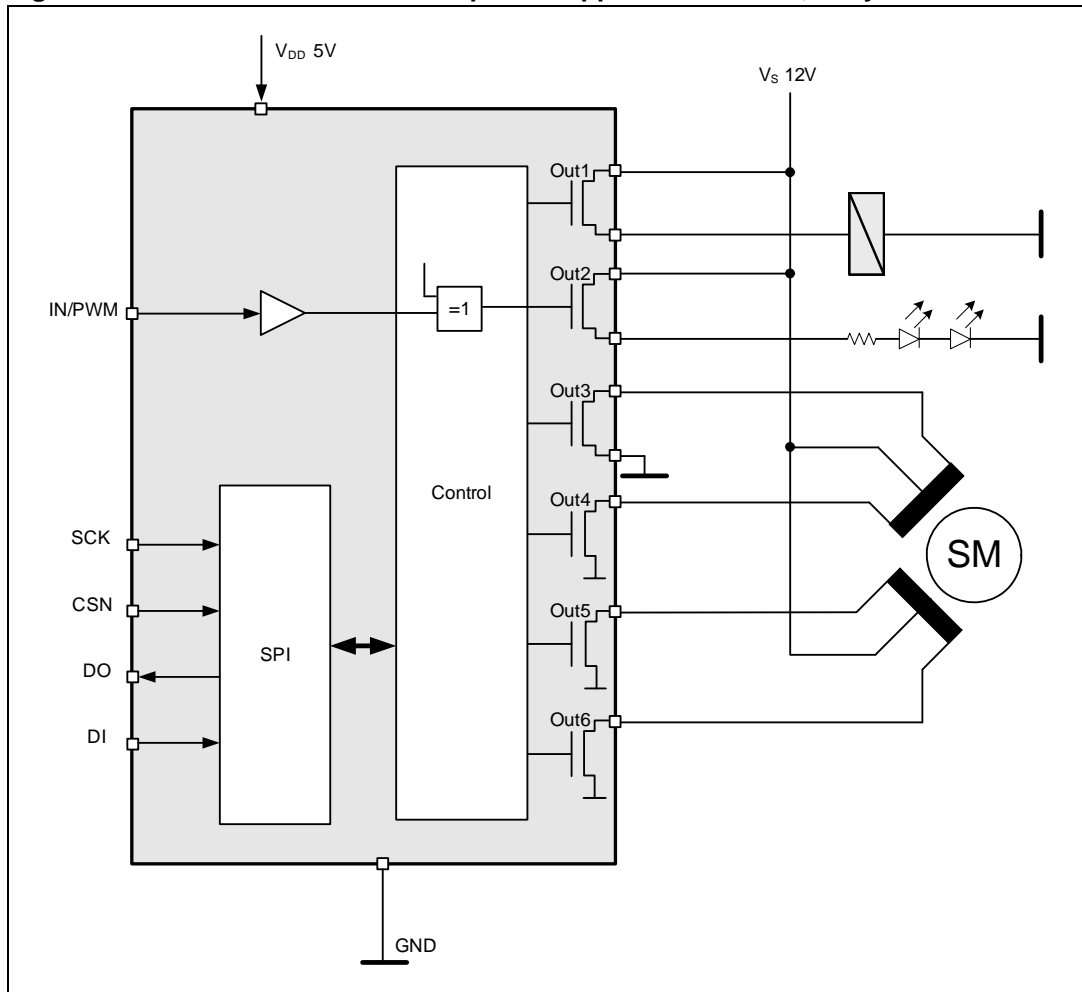 V_DD 5V
V_S 12V
Out1
Out2
IN/PWM
=1
Out3
Control
Out4
SCK
SM
CSN
Out5
SPI
DO
Out6
DI
GND